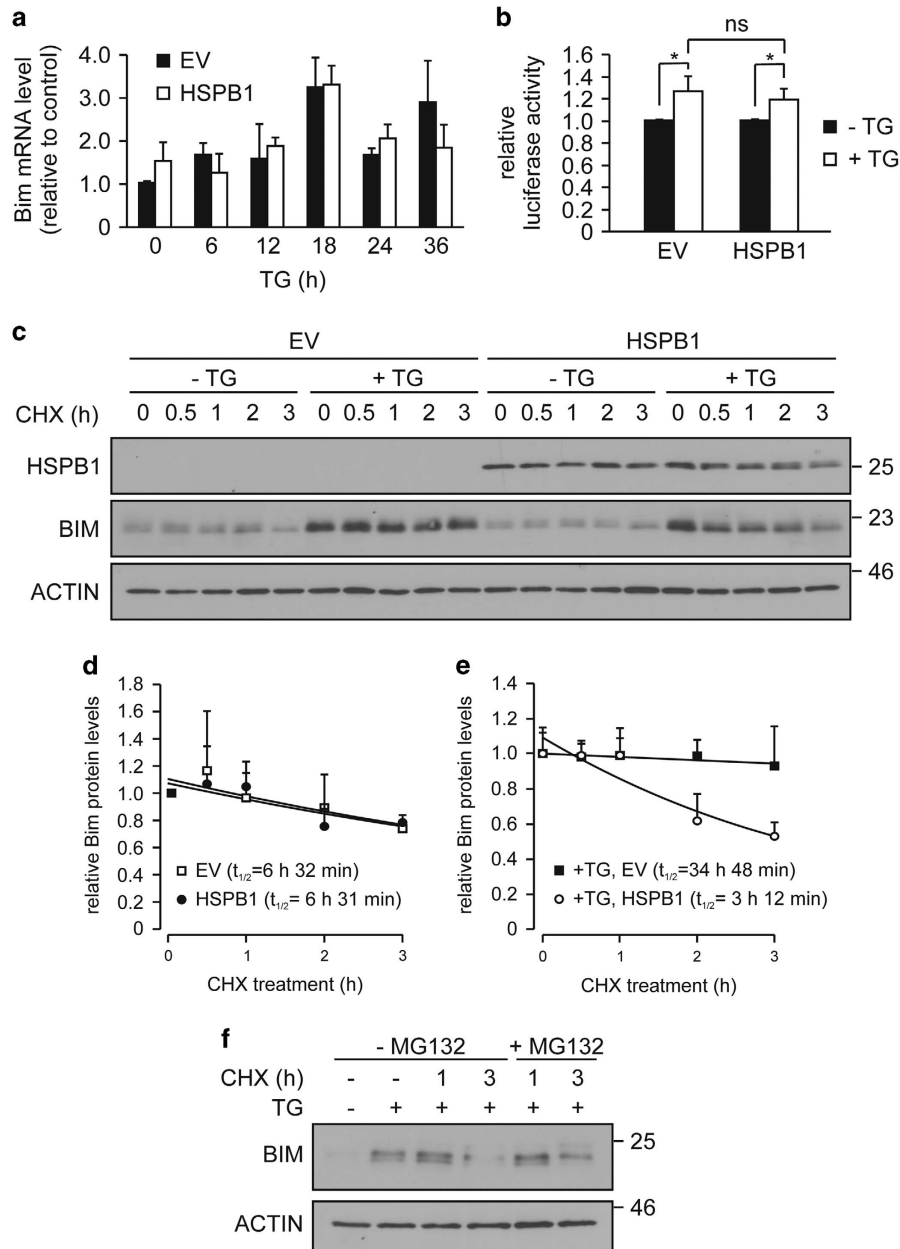 a
Bim mRNA level
(relative to control)
4.0
3.0
2.0
1.0
0
EV
HSPB1
0 6 12 18 24 36
TG (h)
b
relative
luciferase activity
1.6
1.4
1.2
1.0
0.8
0.6
0.4
0.2
0
ns
* *
- TG
+ TG
EV HSPB1
c
EV HSPB1
- TG + TG - TG + TG
CHX (h) 0 0.5 1 2 3 0 0.5 1 2 3 0 0.5 1 2 3 0 0.5 1 2 3
HSPB1 25
BIM 23
46
ACTIN
d
relative Bim protein levels
1.8
1.6
1.4
1.2
1.0
0.8
0.6
0.4
0.2
0
EV (t1/2=6 h 32 min)
HSPB1 (t1/2= 6 h 31 min)
0 1 2 3
CHX treatment (h)
e
relative Bim protein levels
1.4
1.2
1.0
0.8
0.6
0.4
0.2
0
+TG, EV (t1/2=34 h 48 min)
+TG, HSPB1 (t1/2= 3 h 12 min)
0 1 2 3
CHX treatment (h)
f
- MG132 + MG132
CHX (h) - - 1 3 1 3
TG - + + + + +
BIM 25
46
ACTIN